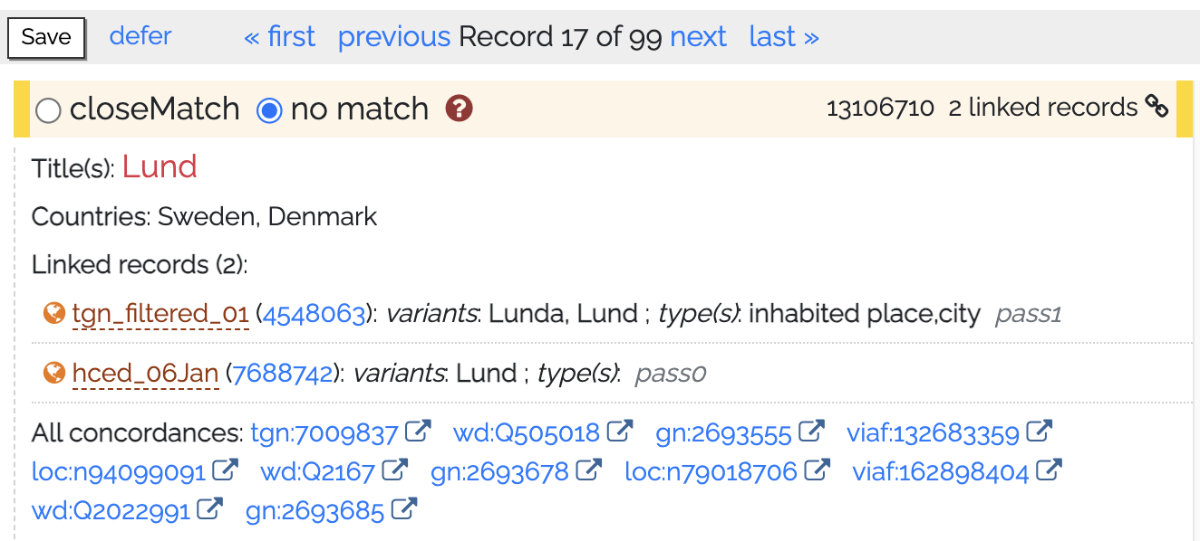 Save defer « first previous Record 17 of 99 next last »
closeMatch no match ? 13106710 2 linked records
Title(s): Lund
Countries: Sweden, Denmark
Linked records (2):
tgn_filtered_01 (4548063): variants: Lunda, Lund ; type(s): inhabited place,city pass1
hced_06Jan (7688742): variants: Lund ; type(s): pass0
All concordances: tgn:7009837 wd:Q505018 gn:2693555 viaf:132683359
loc:n94099091 wd:Q2167 gn:2693678 loc:n79018706 viaf:162898404
wd:Q2022991 gn:2693685